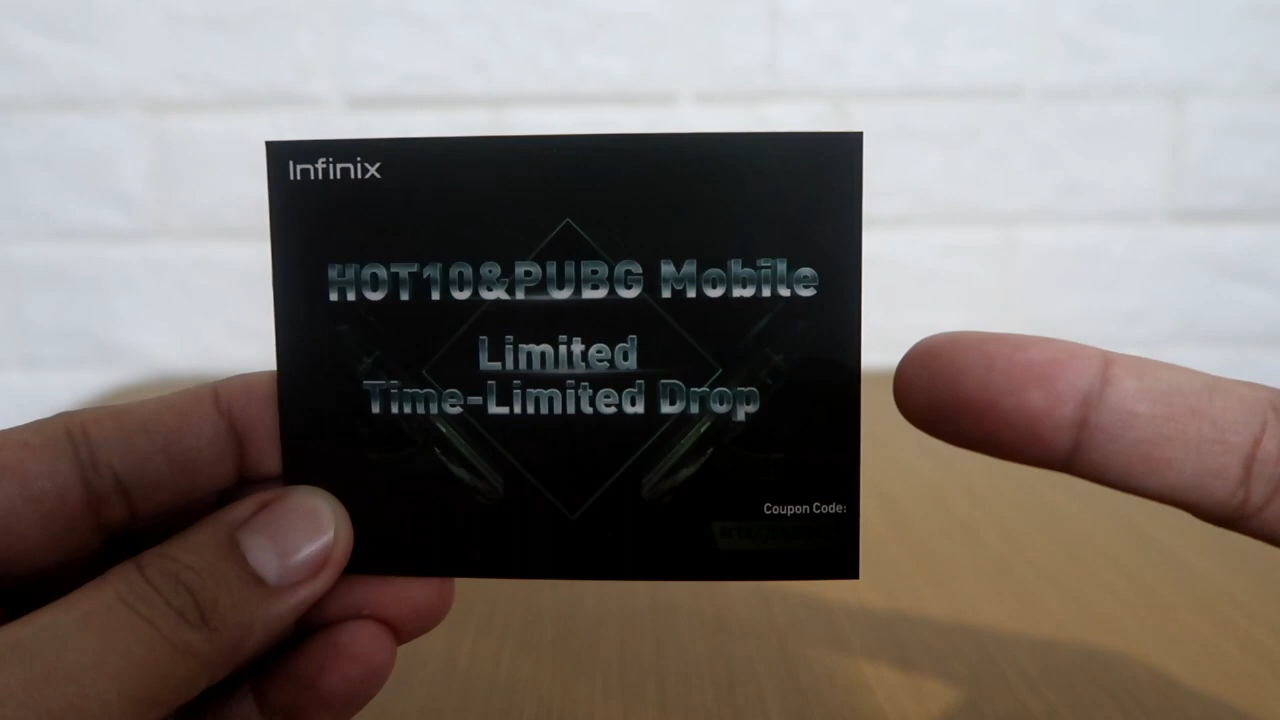 Infinix
HOT10&PUBG Mobile
Limited
Time-Limited Drop
Coupon Code: